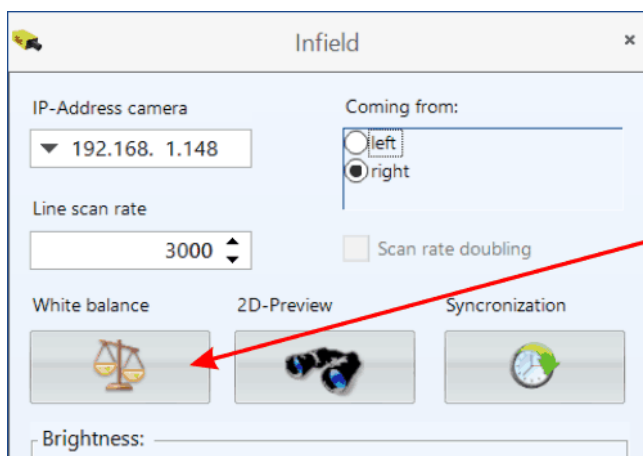 Infield
IP-Address camera
192.168. 1.148
Coming from:
left
right
Line scan rate
3000
Scan rate doubling
White balance
2D-Preview
Syncronization
Brightness: